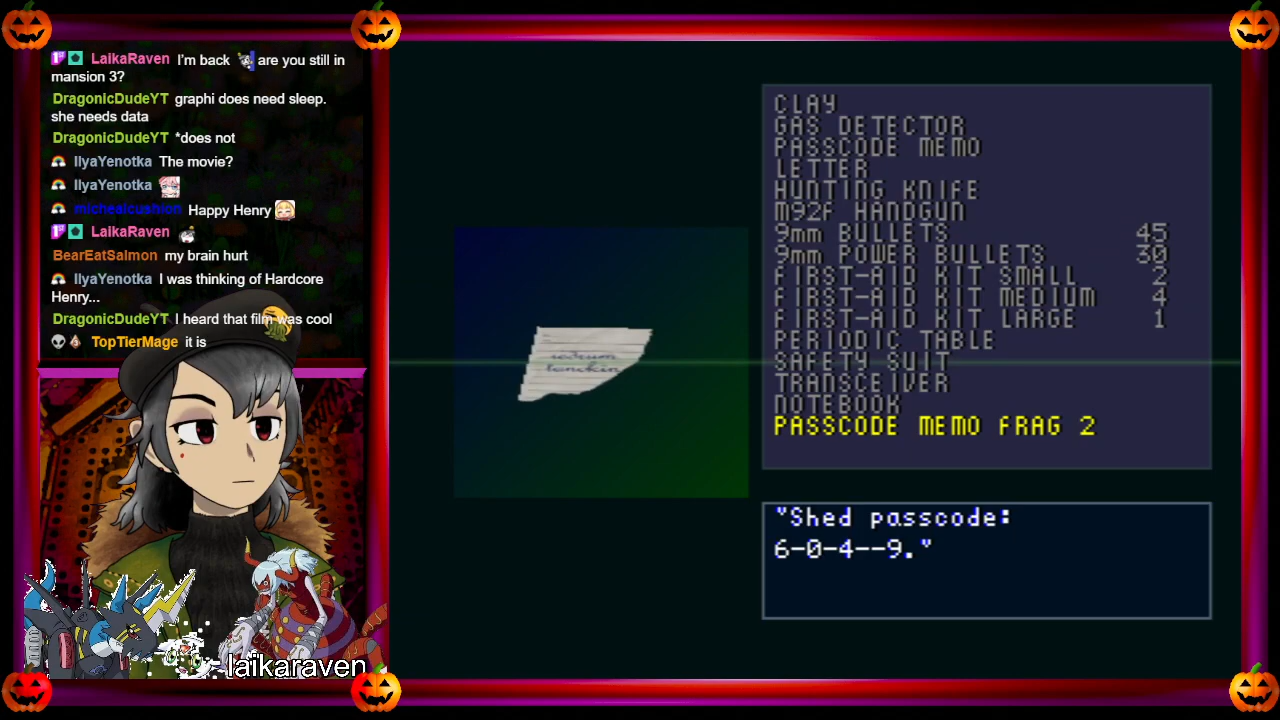 LaikaRaven I'm back are you still in
mansion 3?
DragonicDudeYT graphi does need sleep.
she needs data
DragonicDudeYT *does not
IlyaYenotka The movie?
IlyaYenotka
michealcushion Happy Henry
LaikaRaven
BearEatSalmon my brain hurt
IlyaYenotka I was thinking of Hardcore
Henry...
DragonicDudeYT I heard that film was cool
TopTierMage it is
laikaraven
CLAY
GAS DETECTOR
PASSCODE MEMO
LETTER
HUNTING KNIFE
m92F HANDGUN
9mm BULLETS 45
9mm POWER BULLETS 30
FIRST-AID KIT SMALL 2
FIRST-AID KIT MEDIUM 4
FIRST-AID KIT LARGE 1
PERIODIC TABLE
SAFETY SUIT
TRANSCEIVER
NOTEBOOK
PASSCODE MEMO FRAG 2
"Shed passcode:
6-0-4--9."